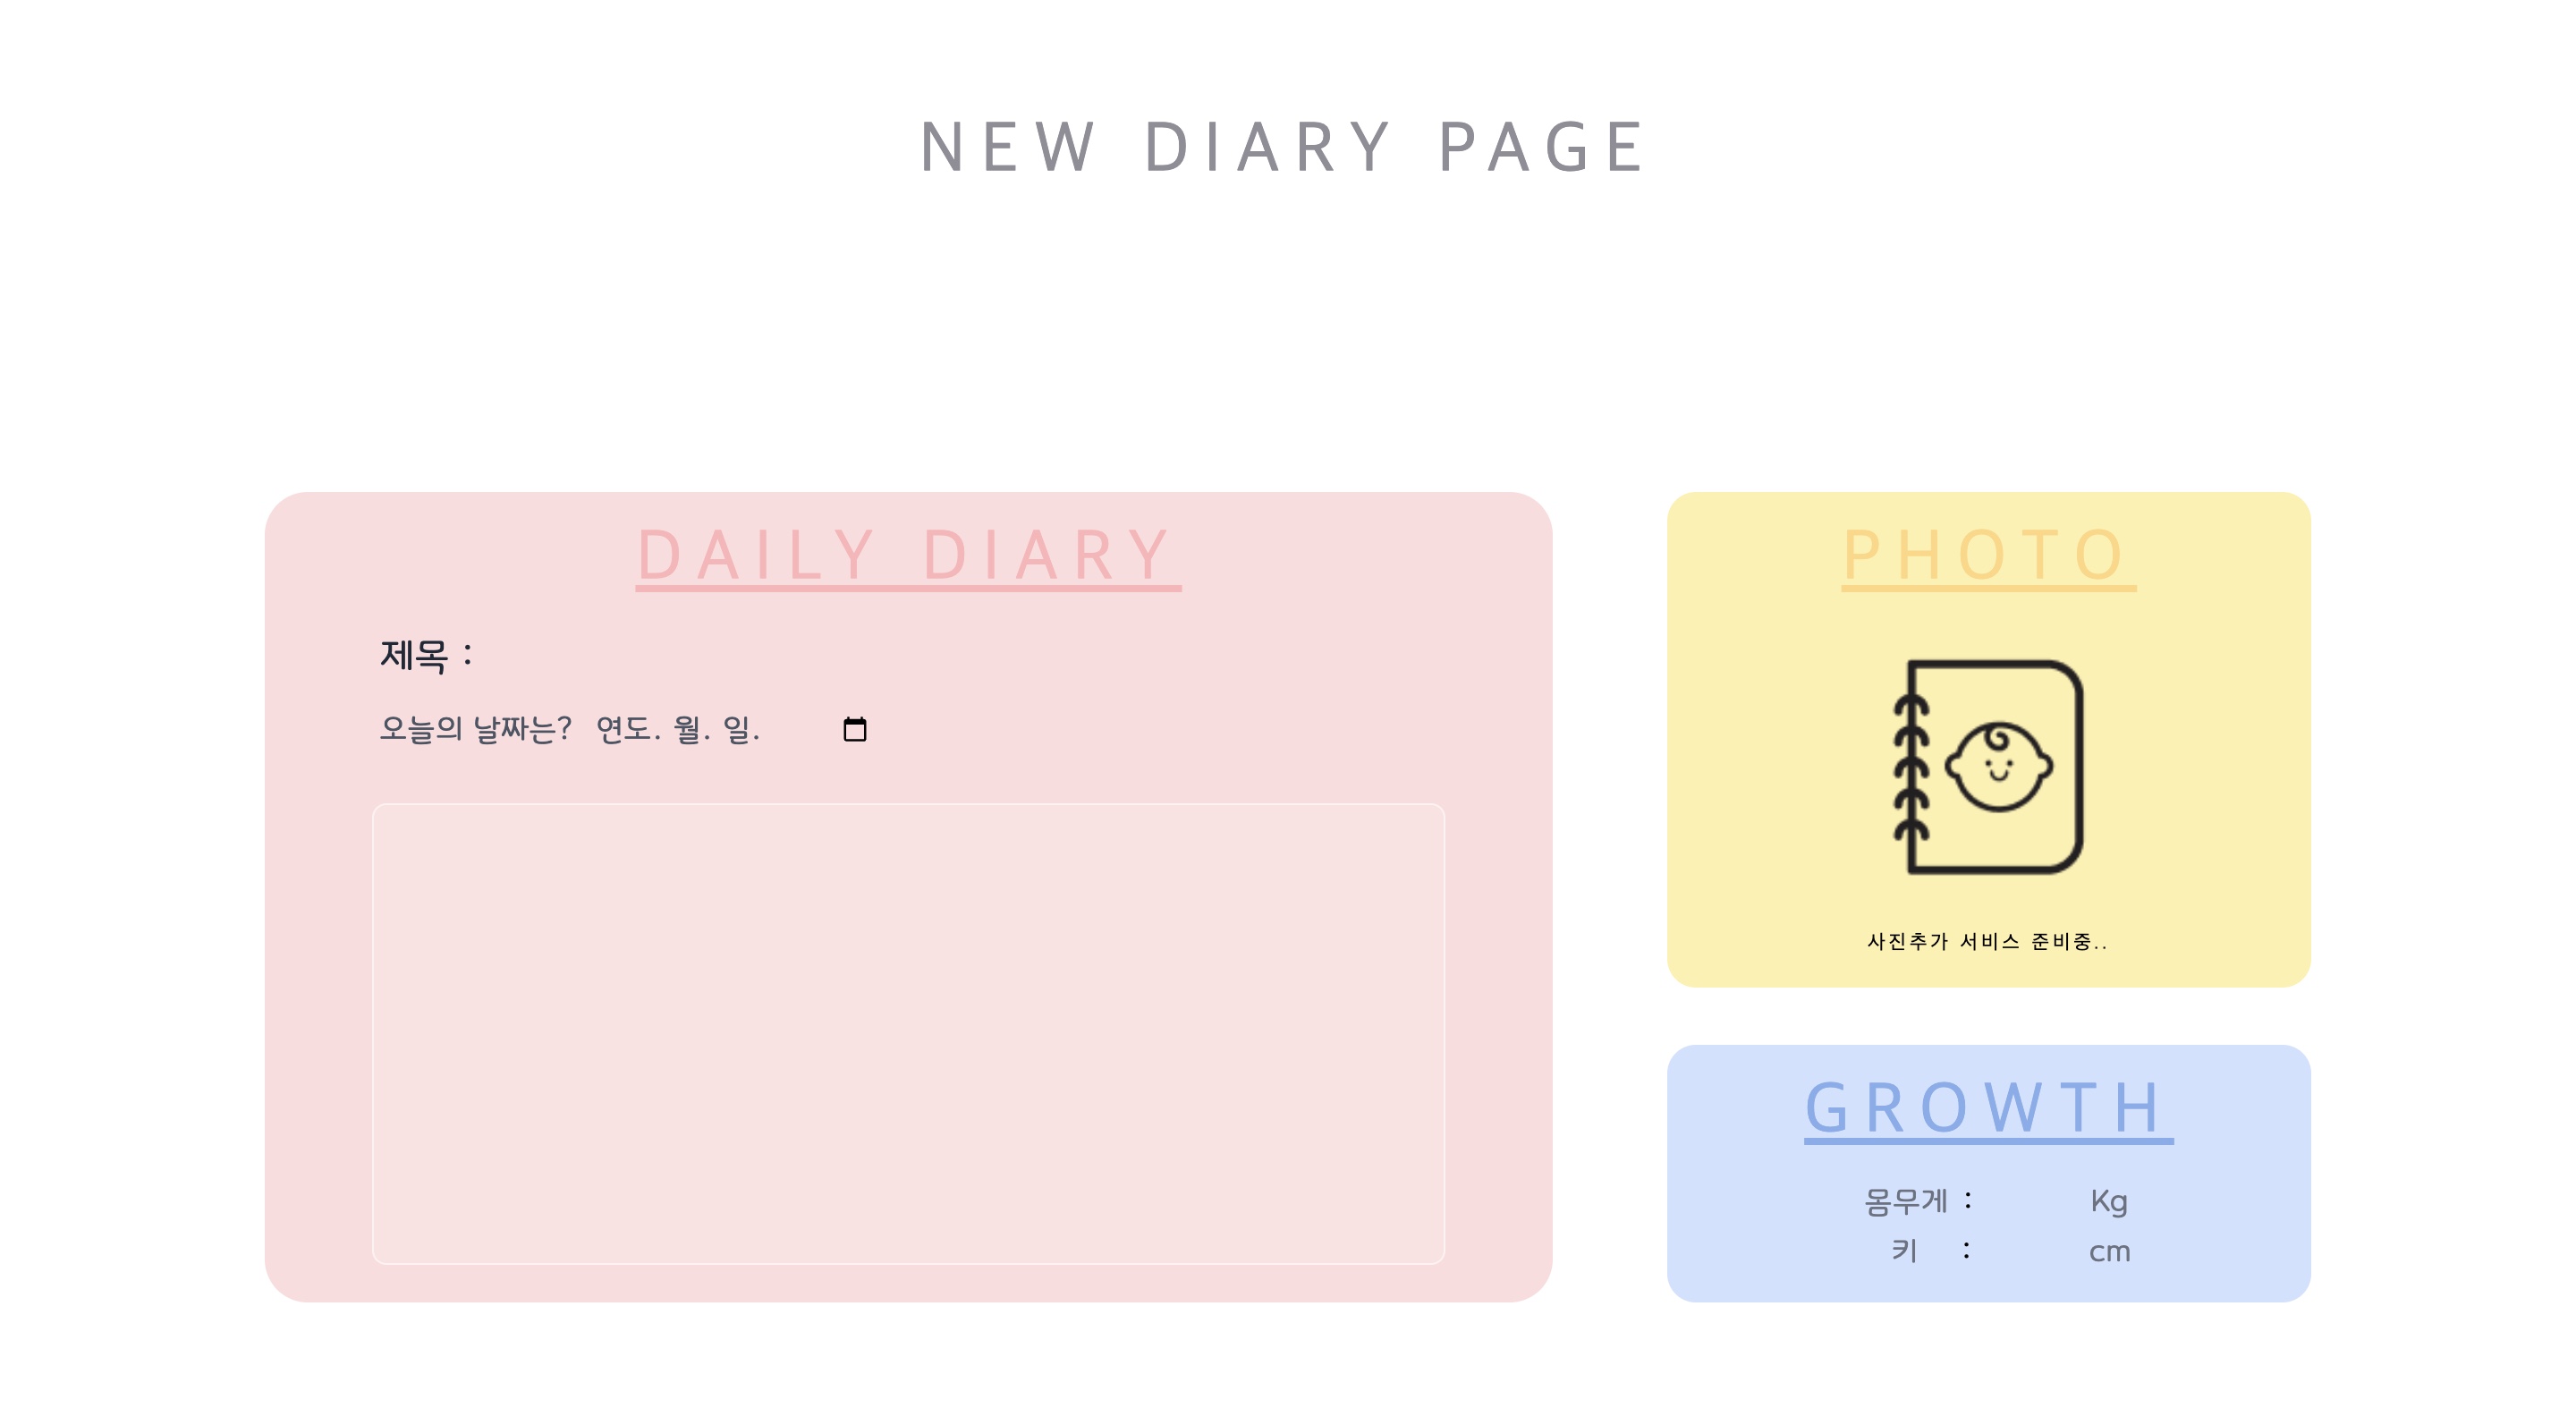 NEW DIARY PAGE
DAILY DIARY
제목 :
오늘의 날짜는? 연도. 월. 일.
PHOTO
사진추가 서비스 준비중..
GROWTH
몸무게 : Kg
키 : cm